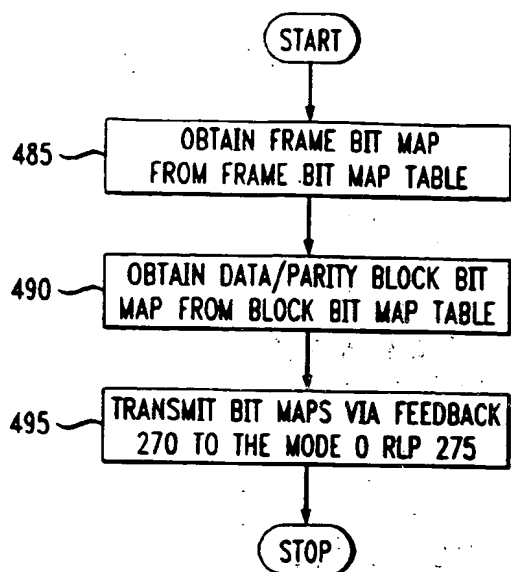 START
485
OBTAIN FRAME BIT MAP
FROM FRAME BIT MAP TABLE
490
OBTAIN DATA/PARITY BLOCK BIT
MAP FROM BLOCK BIT MAP TABLE
495
TRANSMIT BIT MAPS VIA FEEDBACK
270 TO THE MODE 0 RLP 275
STOP